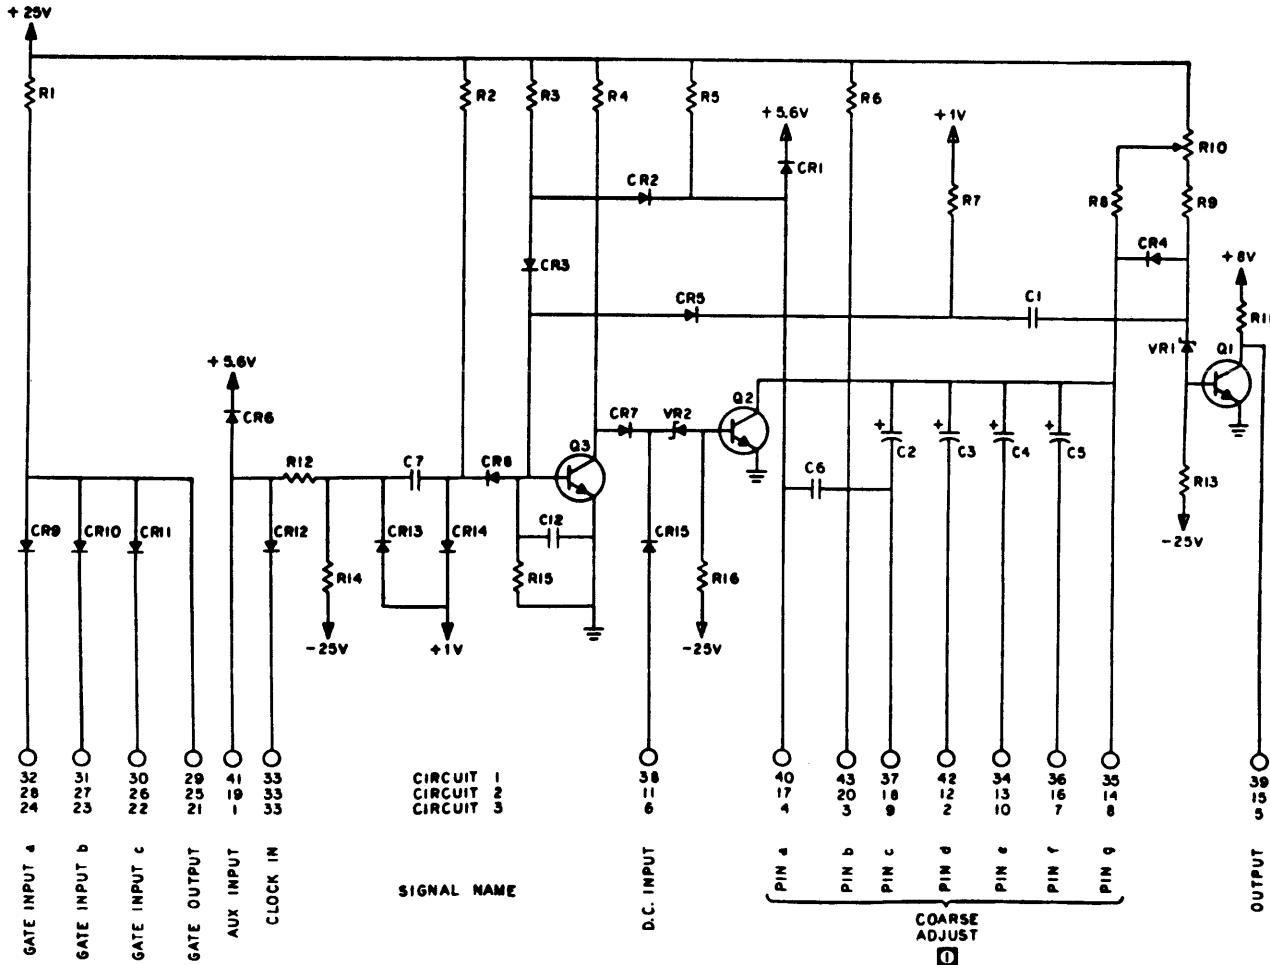 + 25V
R1
R2
R3
R4
R5
R6
+5.6V
+1V
R10
CR1
CR2
R7
R8
R9
CR3
CR4
+8V
CR5
C1
R11
VR1
Q1
+5.6V
CR6
Q2
CR7
VR2
Q3
+ C2
+ C3
+ C4
+ C5
R12
C7
CR8
C6
R13
CR9
CR10
CR11
CR12
CR13
CR14
C12
CR15
-25V
R14
R15
R16
-25V
+1V
-25V
32 31 30 29 41 33 CIRCUIT 1 38 40 43 37 42 34 36 35 39
28 27 26 25 19 33 CIRCUIT 2 11 17 20 18 12 13 16 14 15
24 23 22 21 1 33 CIRCUIT 3 6 4 3 9 2 10 7 8 5
GATE INPUT a
GATE INPUT b
GATE INPUT c
GATE OUTPUT
AUX INPUT
CLOCK IN
SIGNAL NAME
D.C. INPUT
PIN a
PIN b
PIN c
PIN d
PIN e
PIN f
PIN g
OUTPUT
COARSE
ADJUST
1